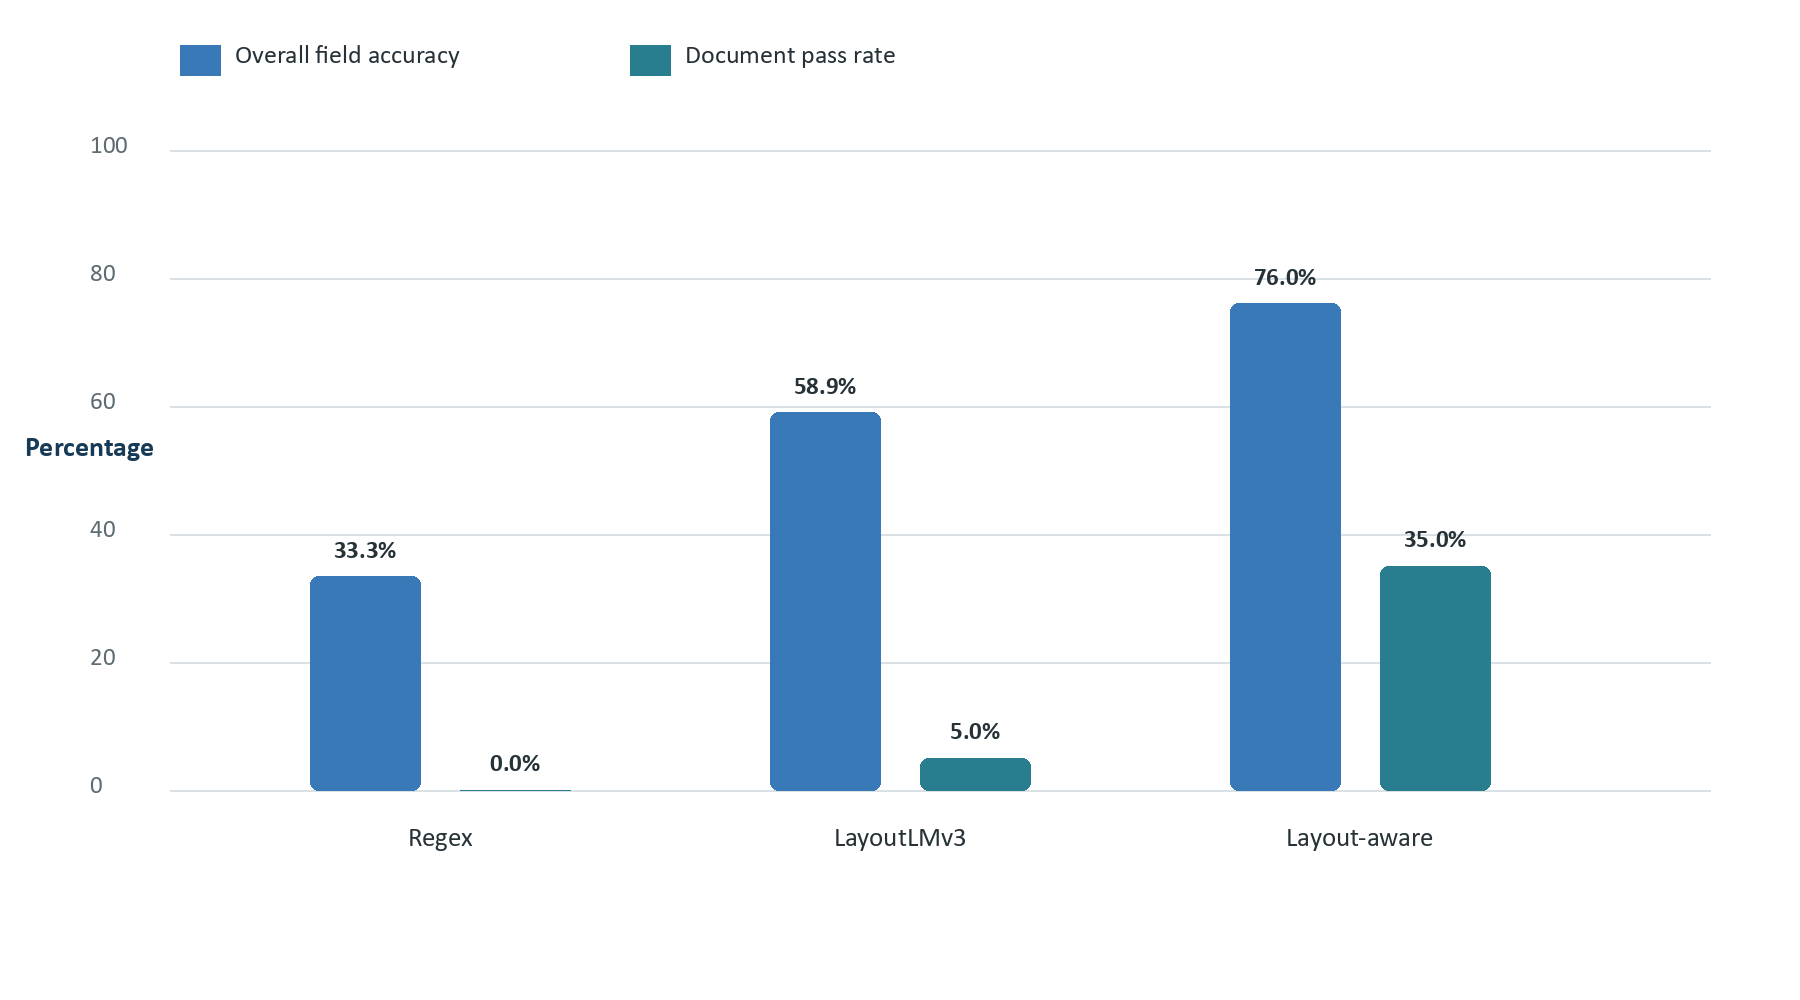 Overall field accuracy
Document pass rate
100
80
76.0%
58.9%
60
Percentage
40
35.0%
33.3%
20
5.0%
0.0%
0
Regex
LayoutLMv3
Layout-aware